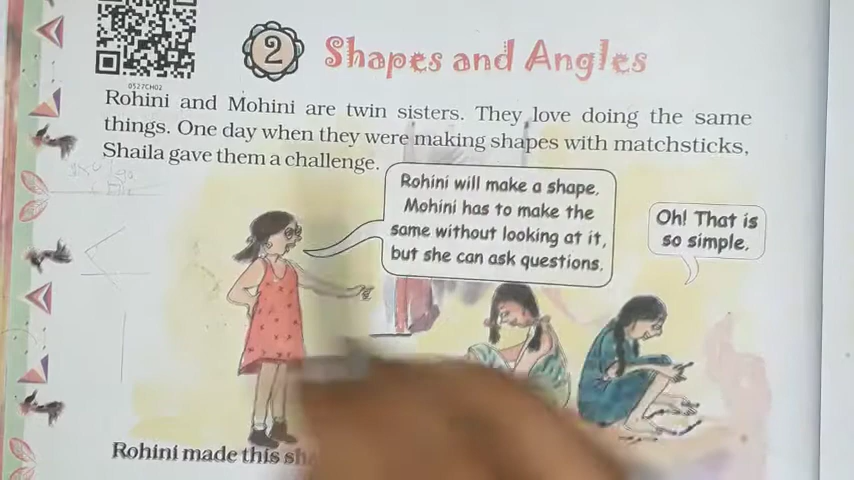 0527CH02
2 Shapes and Angles
Rohini and Mohini are twin sisters. They love doing the same
things. One day when they were making shapes with matchsticks,
Shaila gave them a challenge.
Rohini will make a shape.
Mohini has to make the
same without looking at it,
but she can ask questions.
Oh! That is
so simple.
Rohini made this